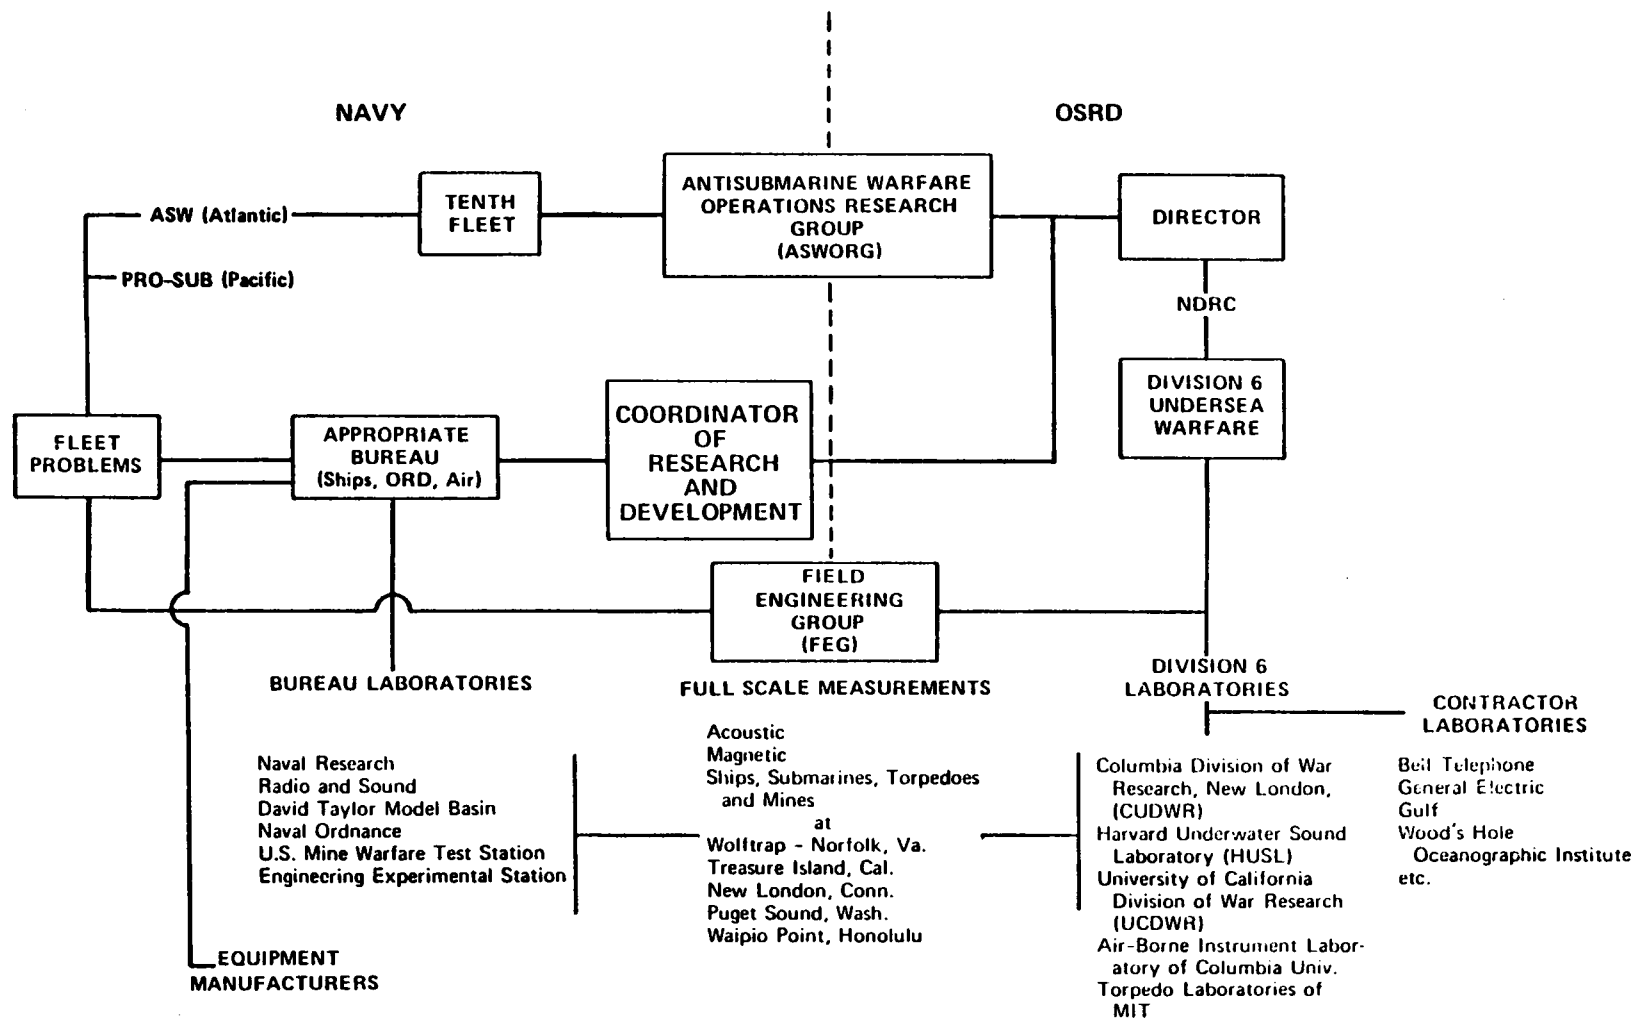 NAVY
OSRD
ANTISUBMARINE WARFARE
OPERATIONS RESEARCH
GROUP
(ASWORG)
TENTH
FLEET
DIRECTOR
ASW (Atlantic)
PRO-SUB (Pacific)
NDRC
DIVISION 6
UNDERSEA
WARFARE
FLEET
PROBLEMS
APPROPRIATE
BUREAU
(Ships, ORD, Air)
COORDINATOR
OF
RESEARCH
AND
DEVELOPMENT
FIELD
ENGINEERING
GROUP
(FEG)
BUREAU LABORATORIES
FULL SCALE MEASUREMENTS
DIVISION 6
LABORATORIES
CONTRACTOR
LABORATORIES
Naval Research
Radio and Sound
David Taylor Model Basin
Naval Ordnance
U.S. Mine Warfare Test Station
Engineering Experimental Station
Acoustic
Magnetic
Ships, Submarines, Torpedoes
and Mines
at
Wolftrap - Norfolk, Va.
Treasure Island, Cal.
New London, Conn.
Puget Sound, Wash.
Waipio Point, Honolulu
Columbia Division of War
Research, New London,
(CUDWR)
Harvard Underwater Sound
Laboratory (HUSL)
University of California
Division of War Research
(UCDWR)
Air-Borne Instrument Labor-
atory of Columbia Univ.
Torpedo Laboratories of
MIT
Bell Telephone
General Electric
Gulf
Wood's Hole
Oceanographic Institute
etc.
EQUIPMENT
MANUFACTURERS